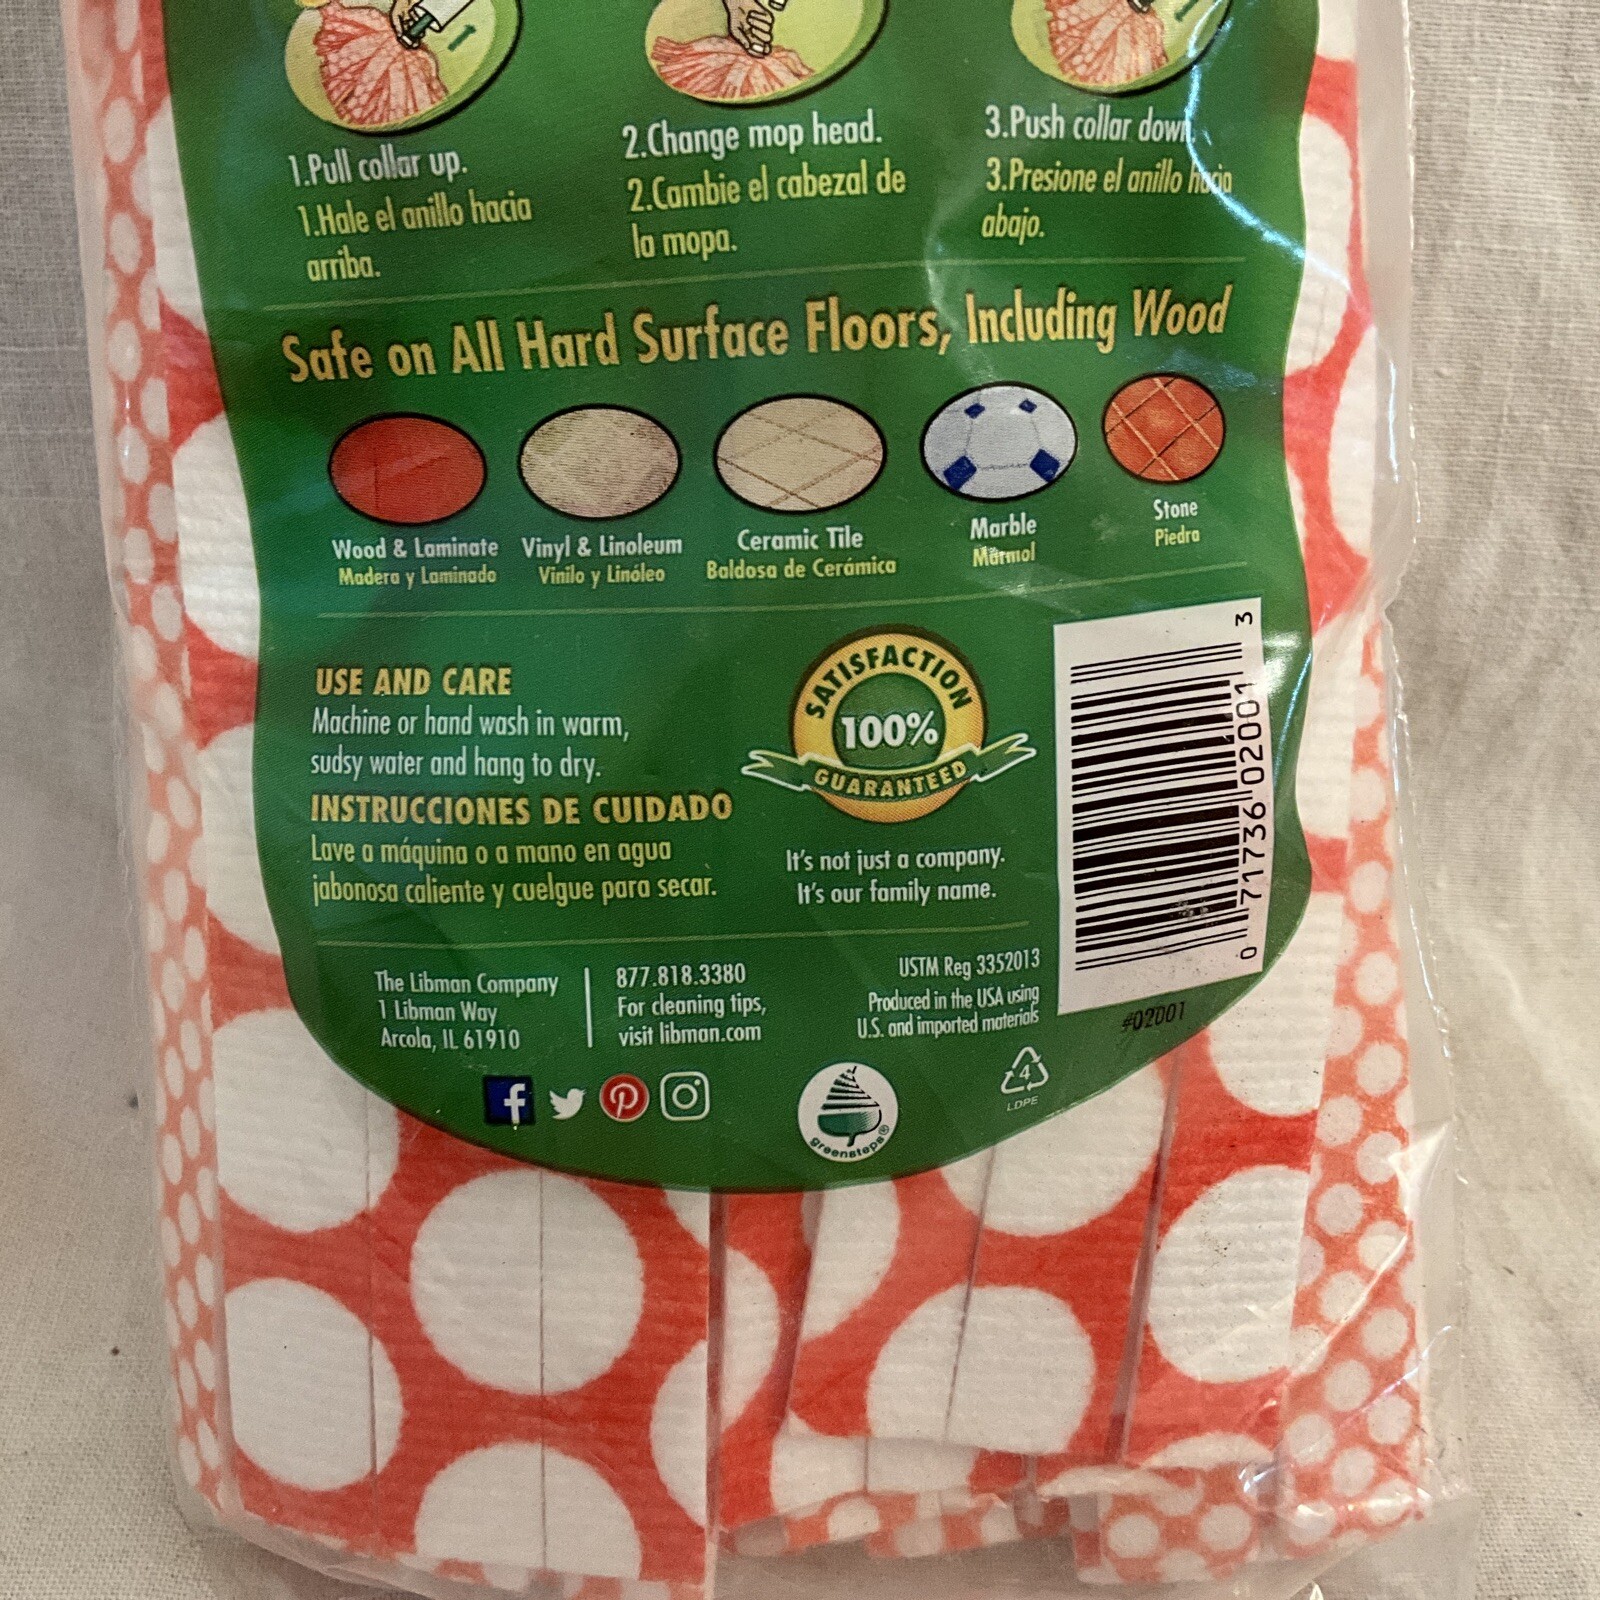 1.Pull collar up.
1.Hale el anillo hacia
arriba.
2.Change mop head.
2.Cambie el cabezal de
la mopa.
3.Push collar down.
3.Presione el anillo hacia
abajo.
Safe on All Hard Surface Floors, Including Wood
Wood & Laminate
Madera y Laminado
Vinyl & Linoleum
Vinilo y Linóleo
Ceramic Tile
Baldosa de Cerámica
Marble
Mármol
Stone
Piedra
USE AND CARE
Machine or hand wash in warm,
sudsy water and hang to dry.
INSTRUCCIONES DE CUIDADO
Lave a máquina o a mano en agua
jabonosa caliente y cuelgue para secar.
SATISFACTION
100%
GUARANTEED
It's not just a company.
It's our family name.
0 71736 02001 3
#02001
The Libman Company
1 Libman Way
Arcola, IL 61910
877.818.3380
For cleaning tips,
visit libman.com
USTM Reg 3352013
Produced in the USA using
U.S. and imported materials
greensteps®
4
LDPE